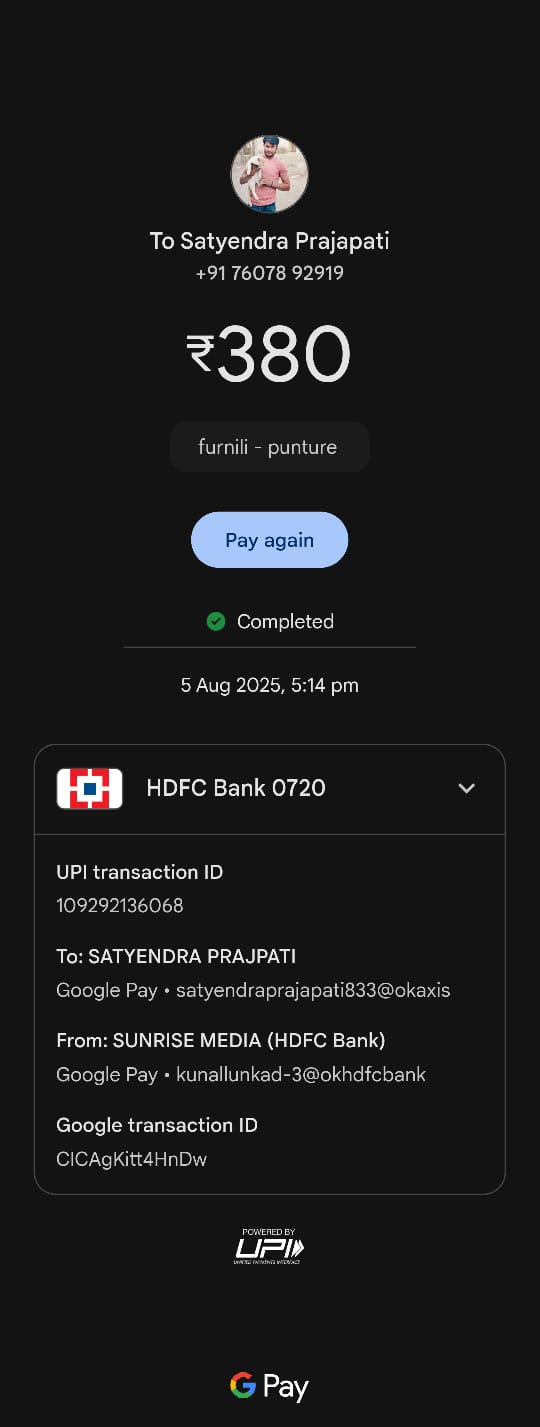 To Satyendra Prajapati
+91 76078 92919
₹380
furnili - punture
Pay again
Completed
5 Aug 2025, 5:14 pm
HDFC Bank 0720
UPI transaction ID
109292136068
To: SATYENDRA PRAJPATI
Google Pay • satyendraprajapati833@okaxis
From: SUNRISE MEDIA (HDFC Bank)
Google Pay • kunallunkad-3@okhdfcbank
Google transaction ID
CICAgKitt4HnDw
POWERED BY
UPI
UNIFIED PAYMENTS INTERFACE
G Pay